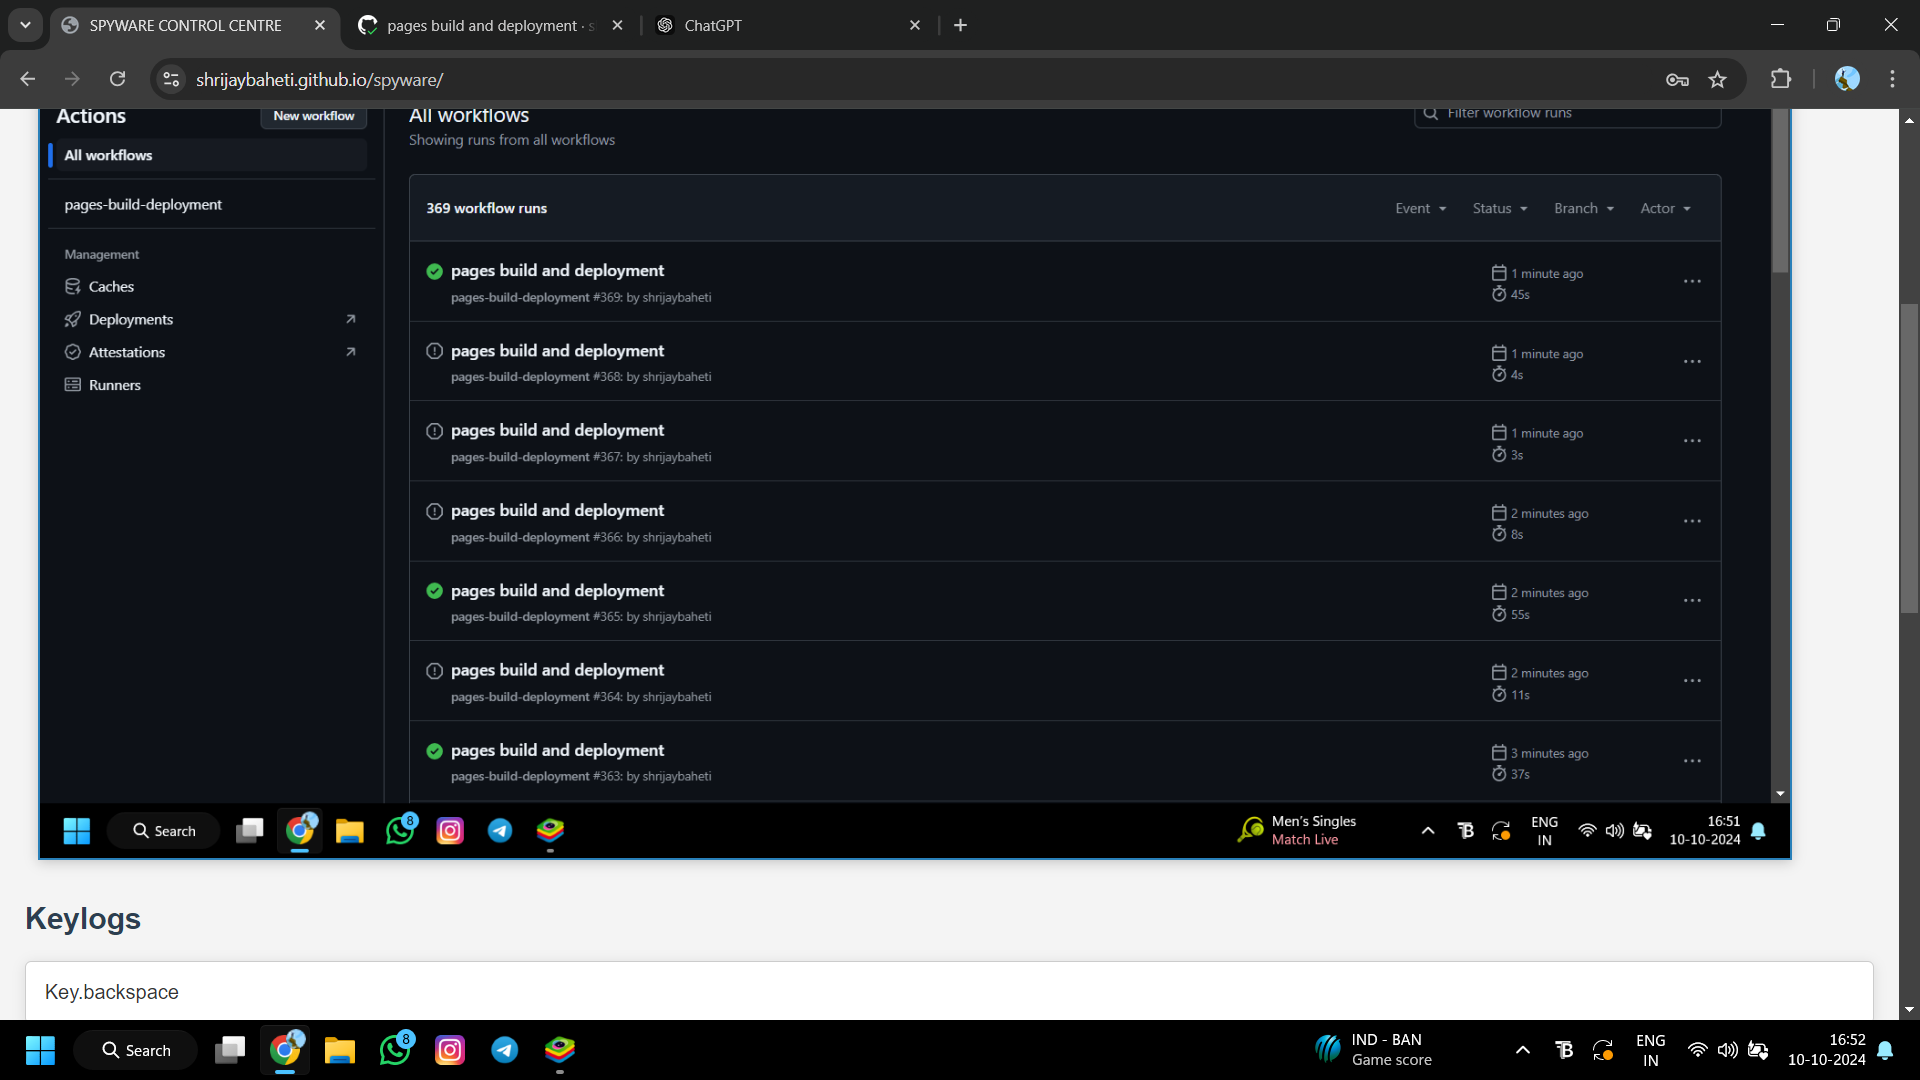 SPYWARE CONTROL CENTRE
pages build and deployment · s
ChatGPT
shrijaybaheti.github.io/spyware/
Actions
New workflow
All workflows
pages-build-deployment
Management
Caches
Deployments
Attestations
Runners
All workflows
Showing runs from all workflows
Filter workflow runs
369 workflow runs
Event
Status
Branch
Actor
pages build and deployment
pages-build-deployment #369: by shrijaybaheti
1 minute ago
45s
pages build and deployment
pages-build-deployment #368: by shrijaybaheti
1 minute ago
4s
pages build and deployment
pages-build-deployment #367: by shrijaybaheti
1 minute ago
3s
pages build and deployment
pages-build-deployment #366: by shrijaybaheti
2 minutes ago
8s
pages build and deployment
pages-build-deployment #365: by shrijaybaheti
2 minutes ago
55s
pages build and deployment
pages-build-deployment #364: by shrijaybaheti
2 minutes ago
11s
pages build and deployment
pages-build-deployment #363: by shrijaybaheti
3 minutes ago
37s
Search
8
Men's Singles
Match Live
ENG
IN
16:51
10-10-2024
Keylogs
Key.backspace
Search
8
IND - BAN
Game score
ENG
IN
16:52
10-10-2024